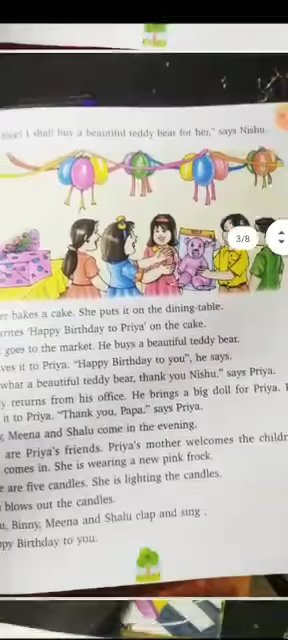 I shall buy a beautiful teddy bear for her," says Nishu.
3/8
bakes a cake. She puts it on the dining-table.
'Happy Birthday to Priya' on the cake.
goes to the market. He buys a beautiful teddy bear.
it to Priya. "Happy Birthday to you", he says.
what a beautiful teddy bear, thank you Nishu," says Priya.
returns from his office. He brings a big doll for Priya.
it to Priya. "Thank you, Papa." says Priya.
Meena and Shalu come in the evening.
are Priya's friends. Priya's mother welcomes the
comes in. She is wearing a new pink frock.
are five candles. She is lighting the candles.
blows out the candles.
Binny, Meena and Shalu clap and sing .
Birthday to you.